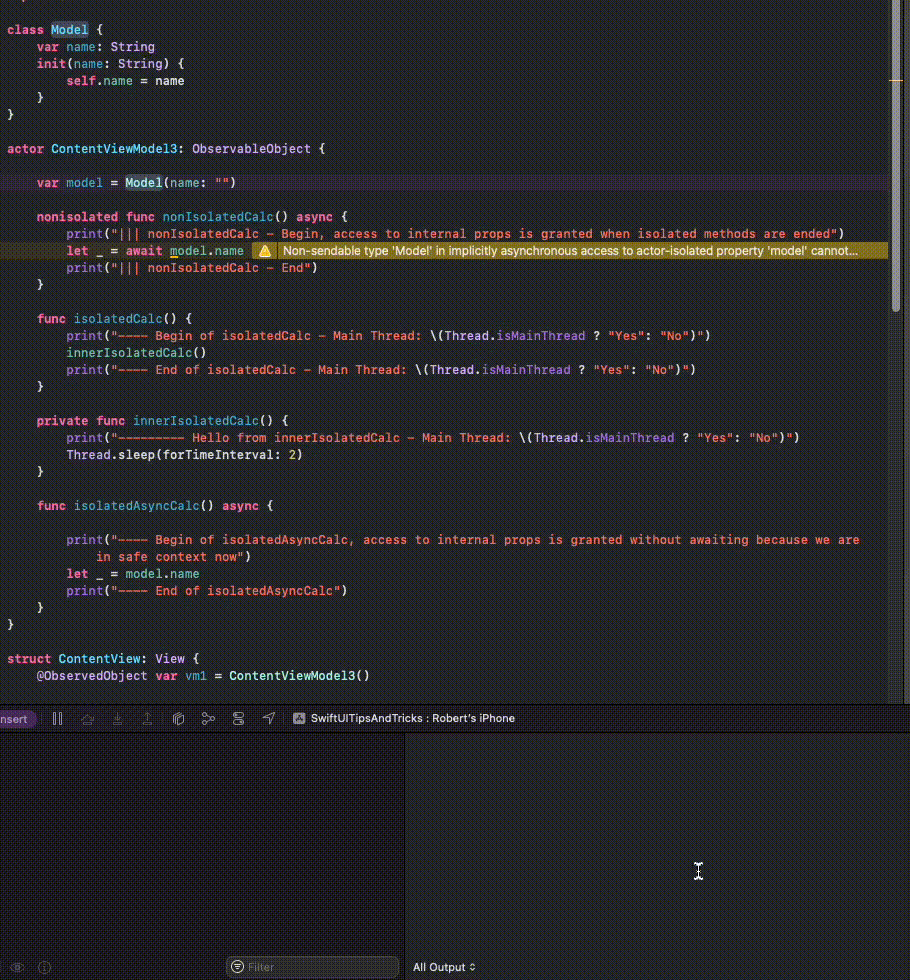 class Model {
var name: String
init(name: String) {
self.name = name
}
}
actor ContentViewModel3: ObservableObject {
var model = Model(name: "")
nonisolated func nonIsolatedCalc() async {
print("||| nonIsolatedCalc – Begin, access to internal props is granted when isolated methods are ended")
let _ = await model.name Non-sendable type 'Model' in implicitly asynchronous access to actor-isolated property 'model' cannot...
print("||| nonIsolatedCalc – End")
}
func isolatedCalc() {
print("---- Begin of isolatedCalc – Main Thread: \(Thread.isMainThread ? "Yes": "No")")
innerIsolatedCalc()
print("---- End of isolatedCalc – Main Thread: \(Thread.isMainThread ? "Yes": "No")")
}
private func innerIsolatedCalc() {
print("--------- Hello from innerIsolatedCalc – Main Thread: \(Thread.isMainThread ? "Yes": "No")")
Thread.sleep(forTimeInterval: 2)
}
func isolatedAsyncCalc() async {
print("---- Begin of isolatedAsyncCalc, access to internal props is granted without awaiting because we are
in safe context now")
let _ = model.name
print("---- End of isolatedAsyncCalc")
}
}
struct ContentView: View {
@ObservedObject var vm1 = ContentViewModel3()
nsert SwiftUITipsAndTricks : Robert's iPhone
Filter All Output